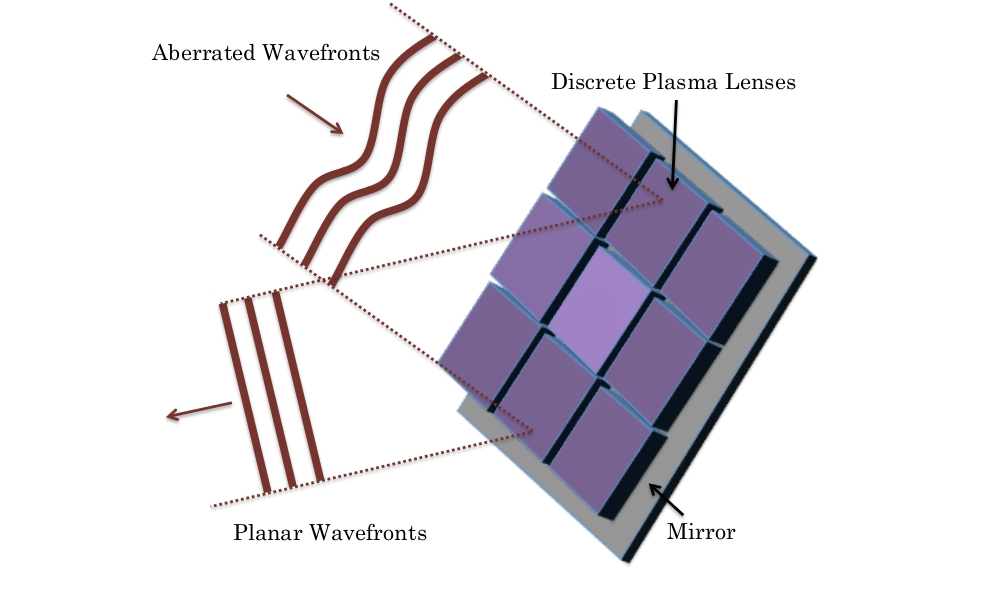 Aberrated Wavefronts
Discrete Plasma Lenses
Planar Wavefronts
Mirror